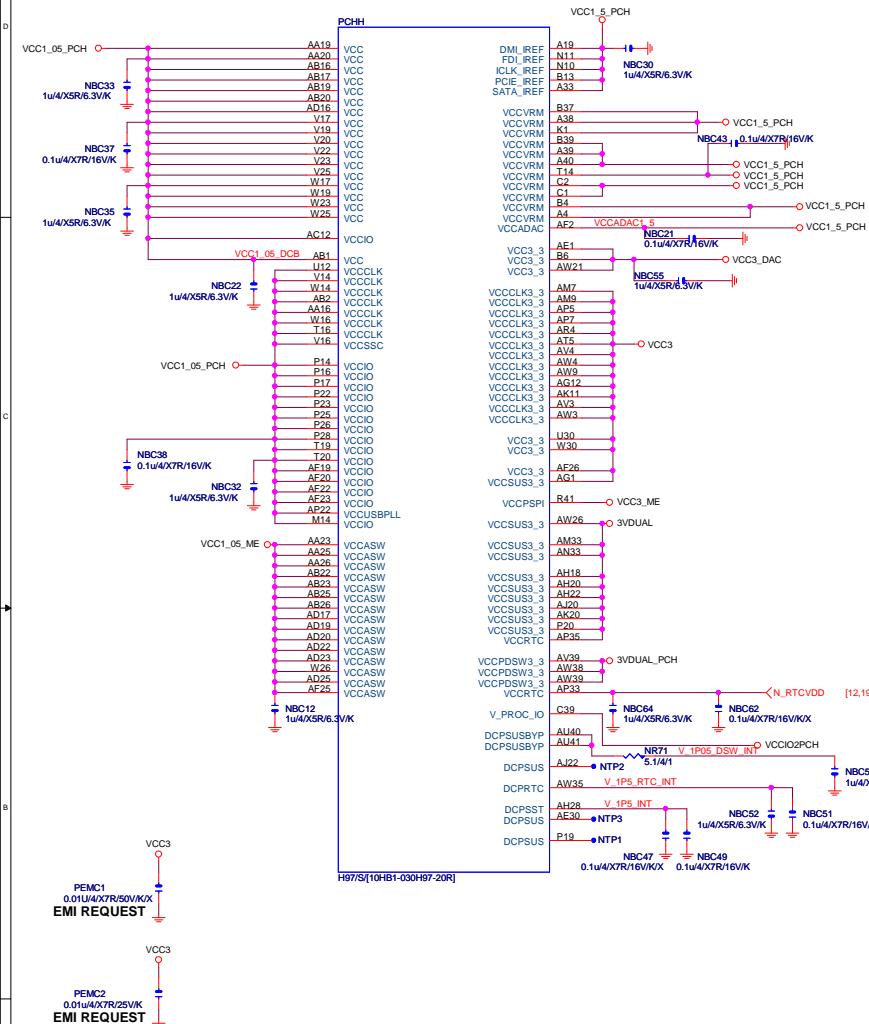 D
C
B
PCHH
VCC1_05_PCH
AA19 VCC
AA20 VCC
AB16 VCC
AB17 VCC
AB19 VCC
AB20 VCC
AD16 VCC
V17 VCC
V19 VCC
V20 VCC
V22 VCC
V23 VCC
V25 VCC
W17 VCC
W19 VCC
W23 VCC
W25 VCC
AC12 VCCIO
VCC1_05_DCB
AB1 VCC
U12 VCCCLK
V14 VCCCLK
W14 VCCCLK
AB2 VCCCLK
AA16 VCCCLK
W16 VCCCLK
T16 VCCCLK
V16 VCCSSC
NBC33
1u/4/X5R/6.3V/K
NBC37
0.1u/4/X7R/16V/K
NBC35
1u/4/X5R/6.3V/K
NBC22
1u/4/X5R/6.3V/K
VCC1_05_PCH
P14 VCCIO
P16 VCCIO
P17 VCCIO
P22 VCCIO
P23 VCCIO
P25 VCCIO
P26 VCCIO
P28 VCCIO
T19 VCCIO
T20 VCCIO
AF19 VCCIO
AF20 VCCIO
AF22 VCCIO
AF23 VCCIO
AP22 VCCUSBPLL
M14 VCCIO
NBC38
0.1u/4/X7R/16V/K
NBC32
1u/4/X5R/6.3V/K
VCC1_05_ME
AA23 VCCASW
AA25 VCCASW
AA26 VCCASW
AB22 VCCASW
AB23 VCCASW
AB25 VCCASW
AB26 VCCASW
AD17 VCCASW
AD19 VCCASW
AD20 VCCASW
AD22 VCCASW
AD23 VCCASW
W26 VCCASW
AD25 VCCASW
AF25 VCCASW
NBC12
1u/4/X5R/6.3V/K
VCC1_5_PCH
DMI_IREF A19
FDI_IREF N11
ICLK_IREF N10
PCIE_IREF B13
SATA_IREF A33
NBC30
1u/4/X5R/6.3V/K
VCCVRM B37
VCCVRM A38
VCCVRM K1
VCCVRM B39
VCCVRM A39
VCCVRM A40
VCCVRM T14
VCCVRM C2
VCCVRM C1
VCCVRM B4
VCCVRM A4
VCCADAC AF2
VCC1_5_PCH
NBC43
0.1u/4/X7R/16V/K
VCC1_5_PCH
VCC1_5_PCH
VCC1_5_PCH
VCC1_5_PCH
VCCADAC1_5
VCC1_5_PCH
NBC21
0.1u/4/X7R/16V/K
VCC3_3 AE1
VCC3_3 B6
VCC3_3 AW21
VCC3_DAC
NBC55
1u/4/X5R/6.3V/K
VCCCLK3_3 AM7
VCCCLK3_3 AM9
VCCCLK3_3 AP5
VCCCLK3_3 AP7
VCCCLK3_3 AR4
VCCCLK3_3 AT5
VCCCLK3_3 AV4
VCCCLK3_3 AW4
VCCCLK3_3 AW9
VCCCLK3_3 AG12
VCCCLK3_3 AK11
VCCCLK3_3 AV3
VCCCLK3_3 AW3
VCC3
VCC3_3 U30
VCC3_3 W30
VCC3_3 AF26
VCCSUS3_3 AG1
VCCPSPI R41
VCC3_ME
VCCSUS3_3 AW26
3VDUAL
VCCSUS3_3 AM33
VCCSUS3_3 AN33
VCCSUS3_3 AH18
VCCSUS3_3 AH20
VCCSUS3_3 AH22
VCCSUS3_3 AJ20
VCCSUS3_3 AK20
VCCSUS3_3 P20
VCCRTC AP35
VCCPDSW3_3 AV39
VCCPDSW3_3 AW38
VCCPDSW3_3 AW39
3VDUAL_PCH
VCCRTC AP33
N_RTCVDD [12,19
NBC64
1u/4/X5R/6.3V/K
NBC62
0.1u/4/X7R/16V/K/X
V_PROC_IO C39
VCCIO2PCH
DCPSUSBYP AU40
DCPSUSBYP AU41
NR71
5.1/4/1
V_1P05_DSW_INT
NBC5
1u/4/X
DCPSUS AJ22
NTP2
DCPRTC AW35
V_1P5_RTC_INT
NBC52
1u/4/X5R/6.3V/K
NBC51
0.1u/4/X7R/16V/
DCPSST AH28
V_1P5_INT
DCPSUS AE30
NTP3
DCPSUS P19
NTP1
NBC47
0.1u/4/X7R/16V/K/X
NBC49
0.1u/4/X7R/16V/K
H97/S/[10HB1-030H97-20R]
VCC3
PEMC1
0.01U/4/X7R/50V/K/X
EMI REQUEST
VCC3
PEMC2
0.01u/4/X7R/25V/K
EMI REQUEST